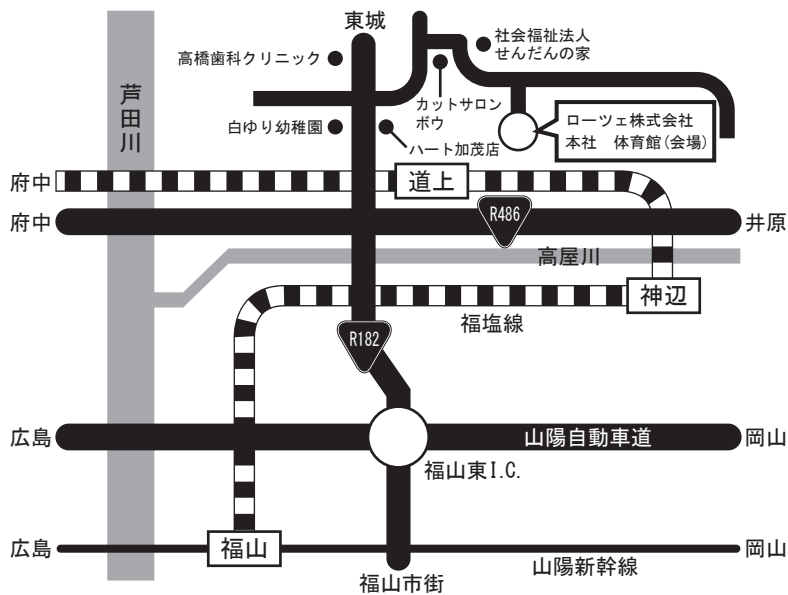 東城
社会福祉法人
せんだんの家
高橋歯科クリニック
カットサロン
ボウ
芦田川
白ゆり幼稚園
ハート加茂店
ローツェ株式会社
本社　体育館(会場)
府中
道上
府中
R486
井原
高屋川
神辺
福塩線
R182
広島
山陽自動車道
岡山
福山東I.C.
広島
福山
岡山
山陽新幹線
福山市街